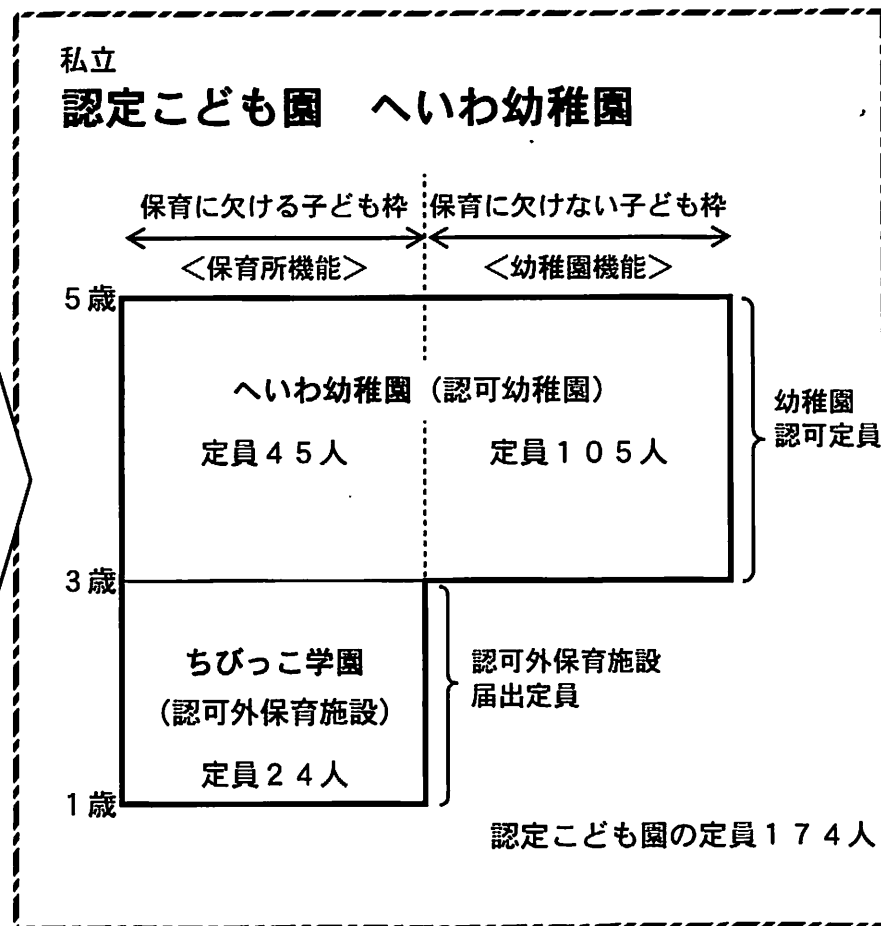 私立
認定こども園　へいわ幼稚園
保育に欠ける子ども枠
保育に欠けない子ども枠
＜保育所機能＞
＜幼稚園機能＞
5歳
へいわ幼稚園（認可幼稚園）
定員４５人
定員１０５人
幼稚園
認可定員
3歳
ちびっこ学園
（認可外保育施設）
定員２４人
認可外保育施設
届出定員
1歳
認定こども園の定員１７４人